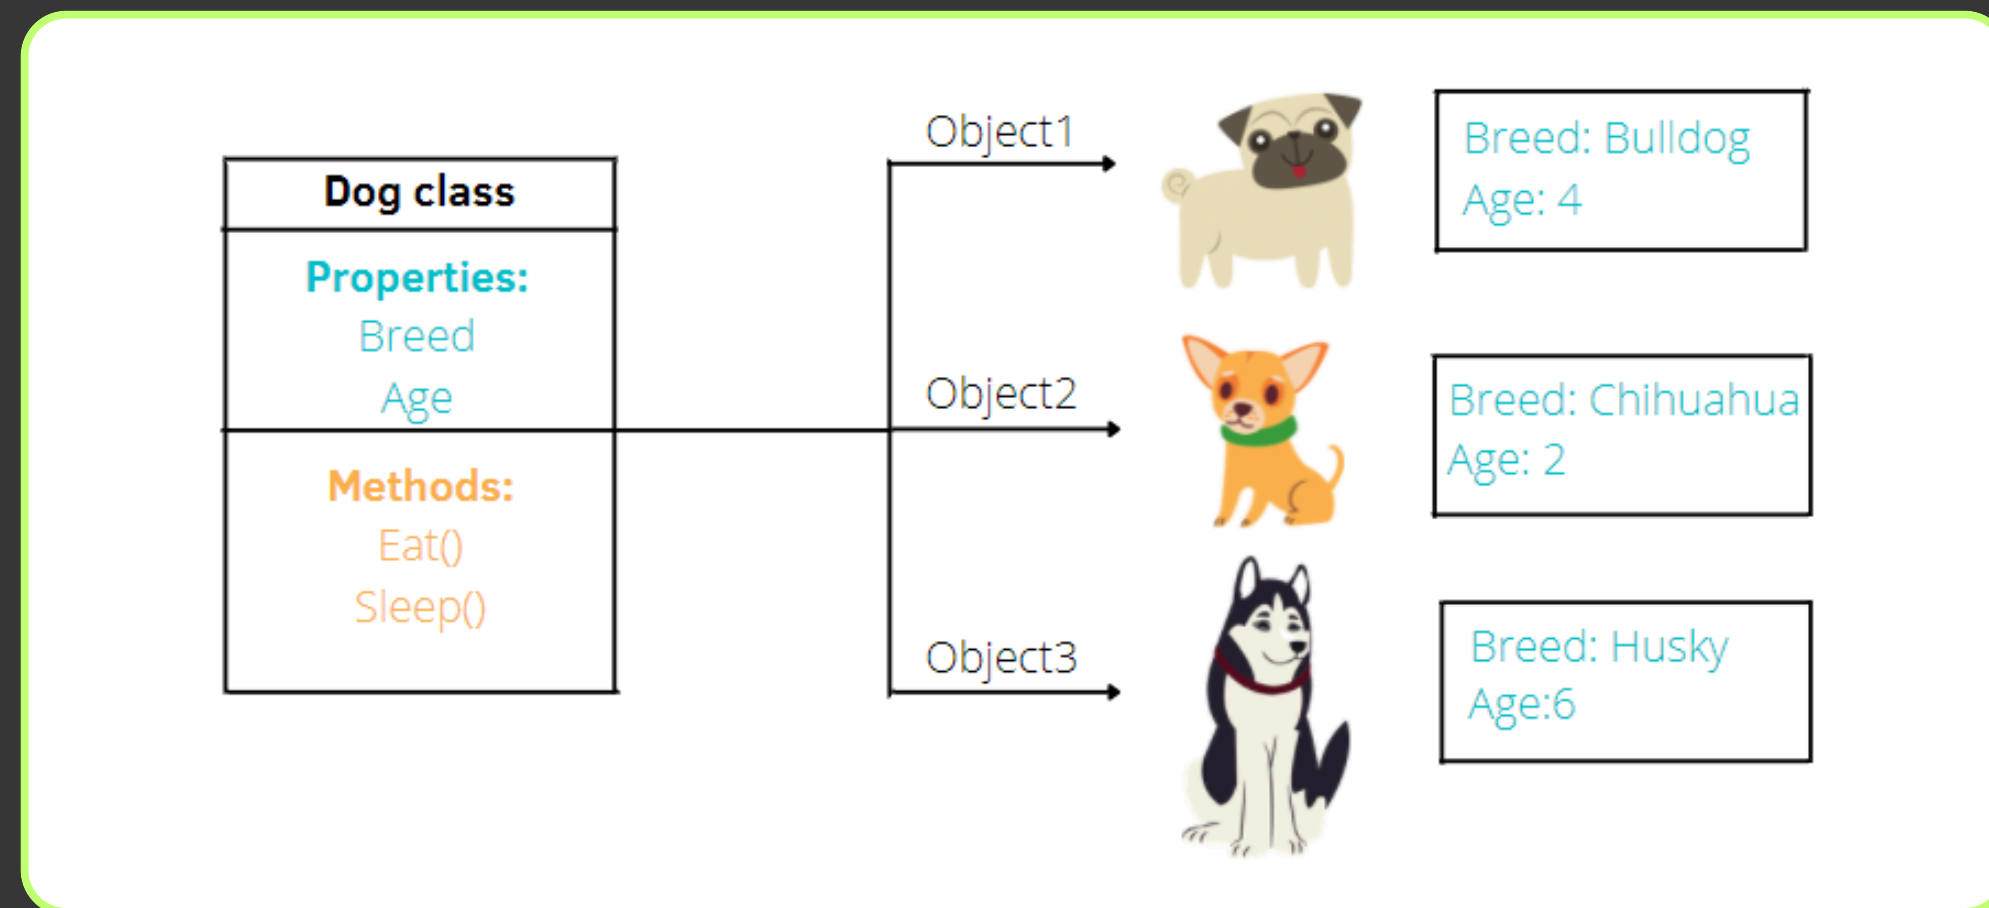 Dog class
Properties:
Breed
Age
Methods:
Eat()
Sleep()
Object1
Breed: Bulldog
Age: 4
Object2
Breed: Chihuahua
Age: 2
Object3
Breed: Husky
Age:6